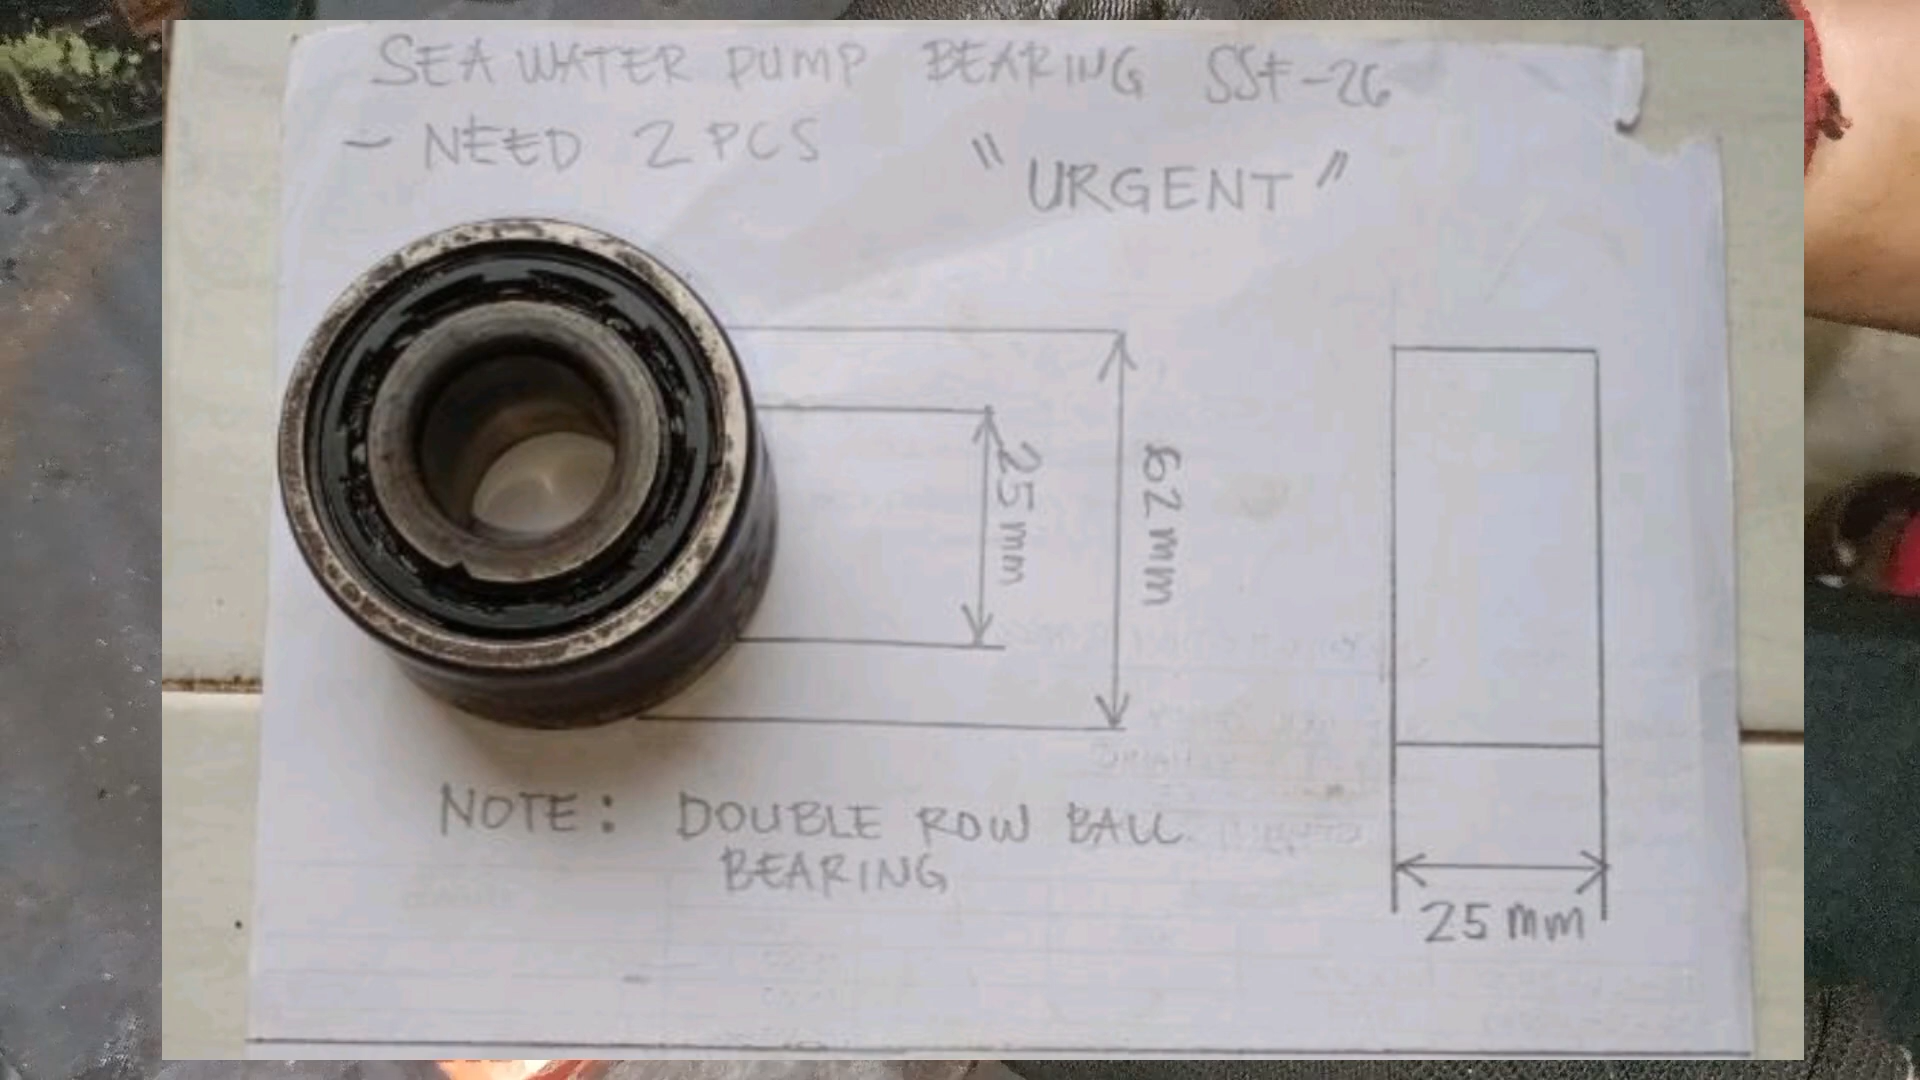 SEA WATER PUMP BEARING SSF-26
- NEED 2 PCS
"URGENT"
25 mm
62 mm
NOTE: DOUBLE ROW BALL
BEARING
25 mm